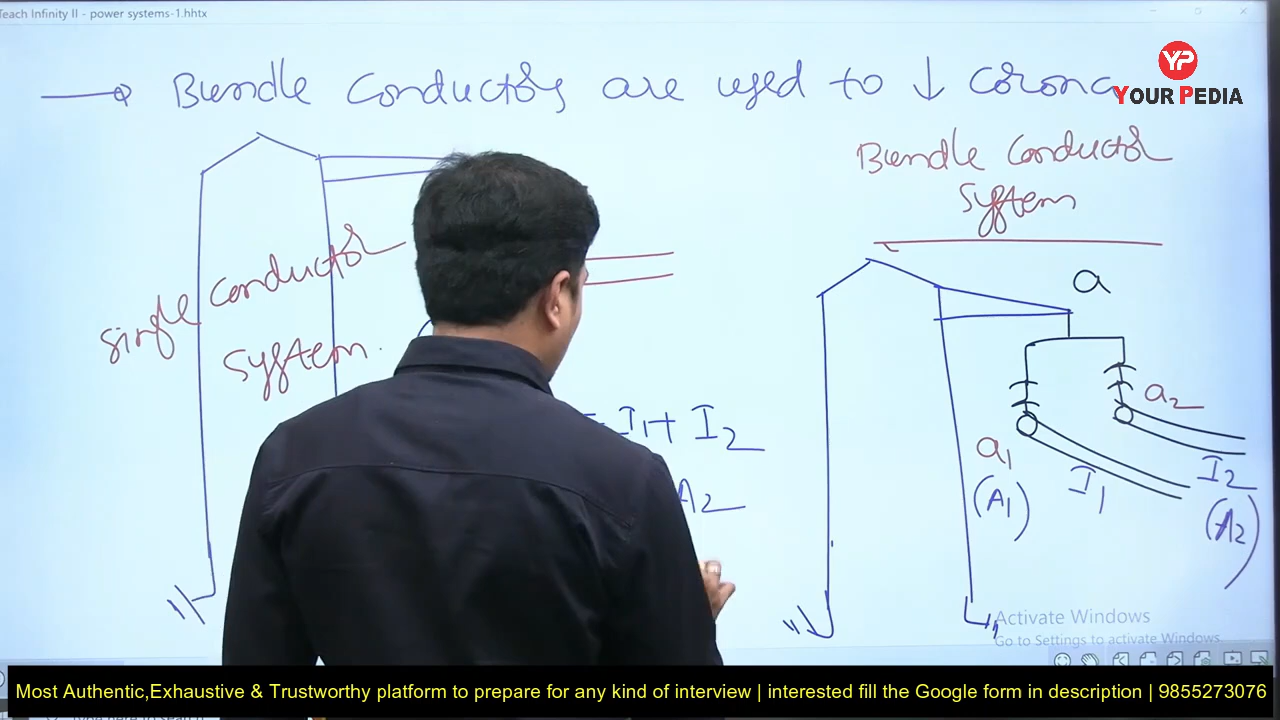 Teach Infinity II - power systems-1.hhtx
Bundle Conductors are used to ↓ corona
YP
YOUR PEDIA
Bundle Conductor
System
single conductor
system.
a
a2
a1
(A1)
I1
I2
(A2)
= I1 + I2
A2
Activate Windows
Go to Settings to activate Windows.
Most Authentic,Exhaustive & Trustworthy platform to prepare for any kind of interview | interested fill the Google form in description | 9855273076